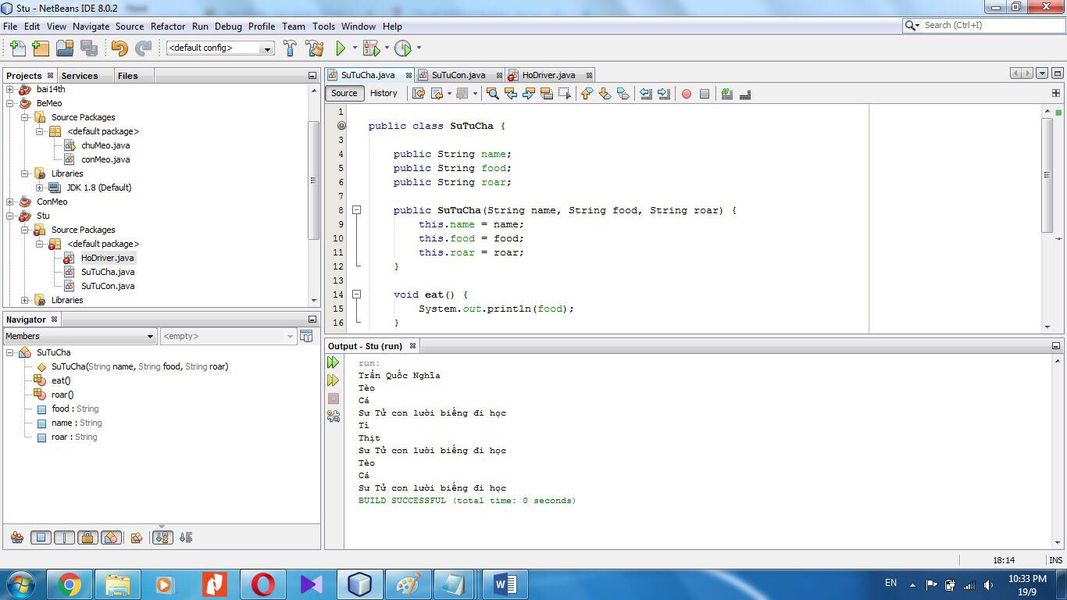 Stu - NetBeans IDE 8.0.2
File Edit View Navigate Source Refactor Run Debug Profile Team Tools Window Help
Search (Ctrl+I)
<default config>
Projects Services Files
bai14th
BeMeo
Source Packages
<default package>
chuMeo.java
conMeo.java
Libraries
JDK 1.8 (Default)
ConMeo
Stu
Source Packages
<default package>
HoDriver.java
SuTuCha.java
SuTuCon.java
Libraries
Navigator
Members
<empty>
SuTuCha
SuTuCha(String name, String food, String roar)
eat()
roar()
food : String
name : String
roar : String
SuTuCha.java SuTuCon.java HoDriver.java
Source History
1
public class SuTuCha {
3
4 public String name;
5 public String food;
6 public String roar;
7
8 public SuTuCha(String name, String food, String roar) {
9 this.name = name;
10 this.food = food;
11 this.roar = roar;
12 }
13
14 void eat() {
15 System.out.println(food);
16 }
Output - Stu (run)
run:
Trần Quốc Nghĩa
Tèo
Cá
Sư Tử con lười biếng đi học
Tí
Thịt
Sư Tử con lười biếng đi học
Tèo
Cá
Sư Tử con lười biếng đi học
BUILD SUCCESSFUL (total time: 0 seconds)
18:14 INS
EN
10:33 PM
19/9